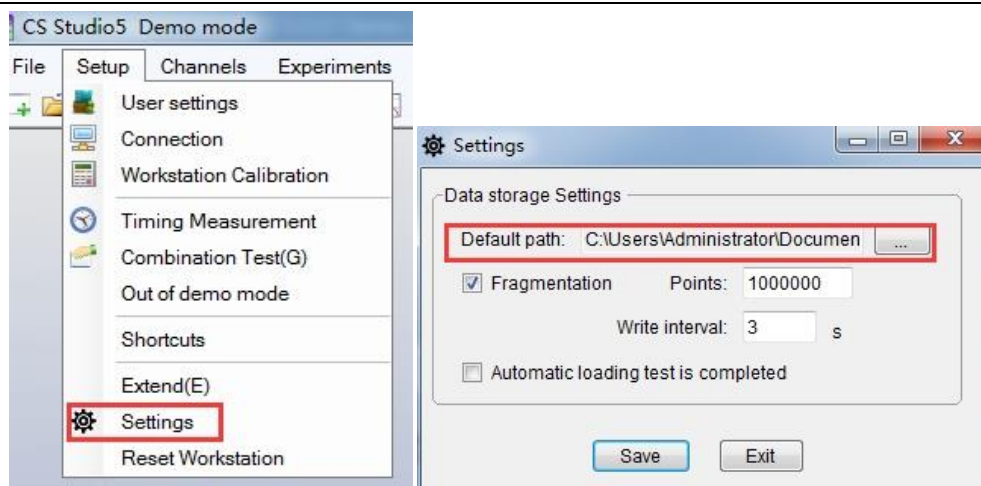 CS Studio5 Demo mode
File Setup Channels Experiments
User settings
Connection
Workstation Calibration
Timing Measurement
Combination Test(G)
Out of demo mode
Shortcuts
Extend(E)
Settings
Reset Workstation
Settings
Data storage Settings
Default path: C:\Users\Administrator\Documen ...
Fragmentation Points: 1000000
Write interval: 3 s
Automatic loading test is completed
Save Exit